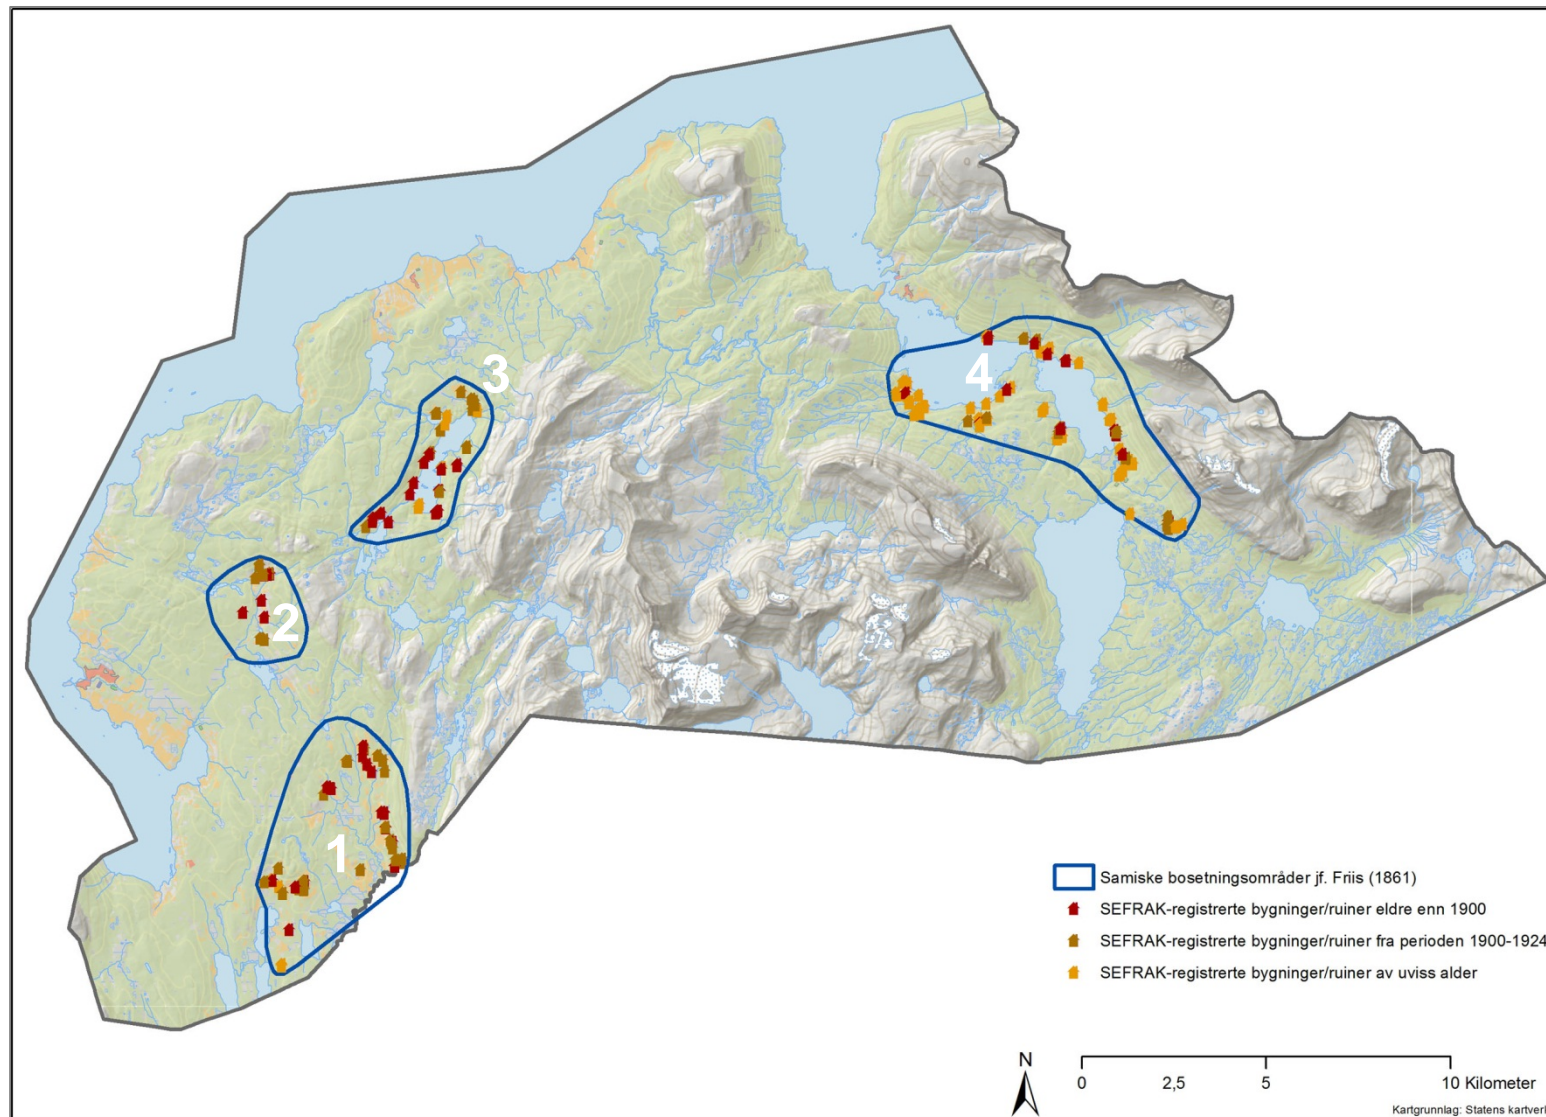 3
4
2
1
Samiske bosetningsområder jf. Friis (1861)
SEFRAK-registrerte bygninger/ruiner eldre enn 1900
SEFRAK-registrerte bygninger/ruiner fra perioden 1900-1924
SEFRAK-registrerte bygninger/ruiner av uviss alder
N
0 2,5 5 10 Kilometer
Kartgrunnlag: Statens kartver